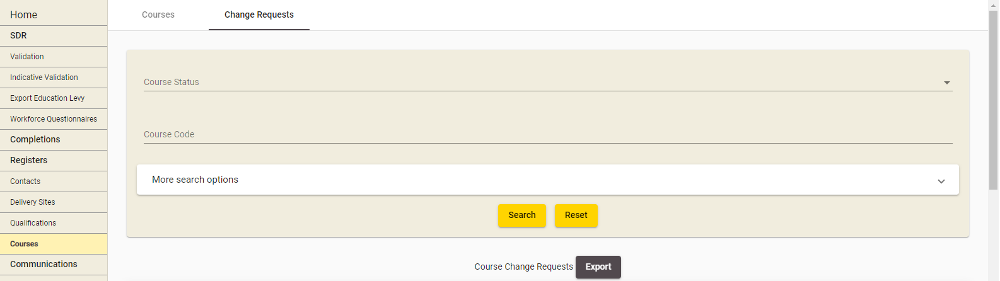 Home
SDR
Validation
Indicative Validation
Export Education Levy
Workforce Questionnaires
Completions
Registers
Contacts
Delivery Sites
Qualifications
Courses
Communications
Courses
Change Requests
Course Status
Course Code
More search options
Search
Reset
Course Change Requests
Export